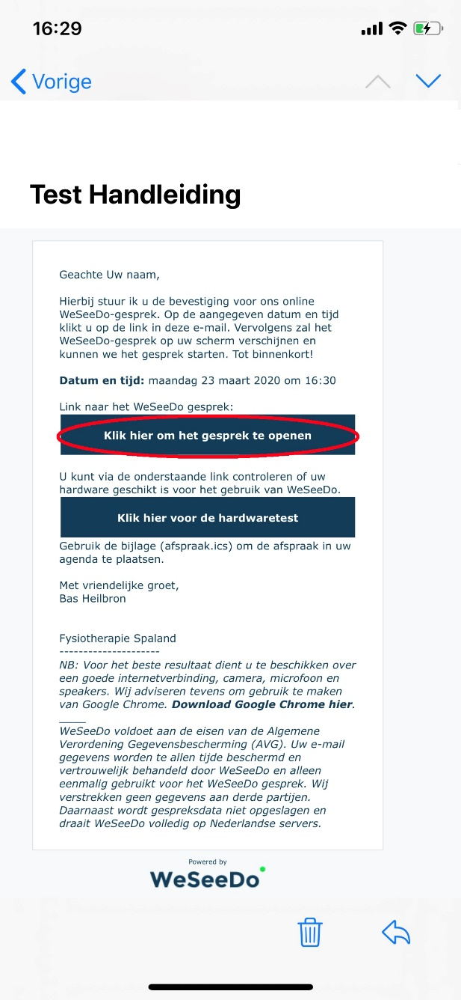 16:29
Vorige
Test Handleiding
Geachte Uw naam,
Hierbij stuur ik u de bevestiging voor ons online
WeSeeDo-gesprek. Op de aangegeven datum en tijd
klikt u op de link in deze e-mail. Vervolgens zal het
WeSeeDo-gesprek op uw scherm verschijnen en
kunnen we het gesprek starten. Tot binnenkort!
Datum en tijd: maandag 23 maart 2020 om 16:30
Link naar het WeSeeDo gesprek:
Klik hier om het gesprek te openen
U kunt via de onderstaande link controleren of uw
hardware geschikt is voor het gebruik van WeSeeDo.
Klik hier voor de hardwaretest
Gebruik de bijlage (afspraak.ics) om de afspraak in uw
agenda te plaatsen.
Met vriendelijke groet,
Bas Heilbron
Fysiotherapie Spaland
---------------------
NB: Voor het beste resultaat dient u te beschikken over
een goede internetverbinding, camera, microfoon en
speakers. Wij adviseren tevens om gebruik te maken
van Google Chrome. Download Google Chrome hier.
____
WeSeeDo voldoet aan de eisen van de Algemene
Verordening Gegevensbescherming (AVG). Uw e-mail
gegevens worden te allen tijde beschermd en
vertrouwelijk behandeld door WeSeeDo en alleen
eenmalig gebruikt voor het WeSeeDo gesprek. Wij
verstrekken geen gegevens aan derde partijen.
Daarnaast wordt gespreksdata niet opgeslagen en
draait WeSeeDo volledig op Nederlandse servers.
Powered by
WeSeeDo